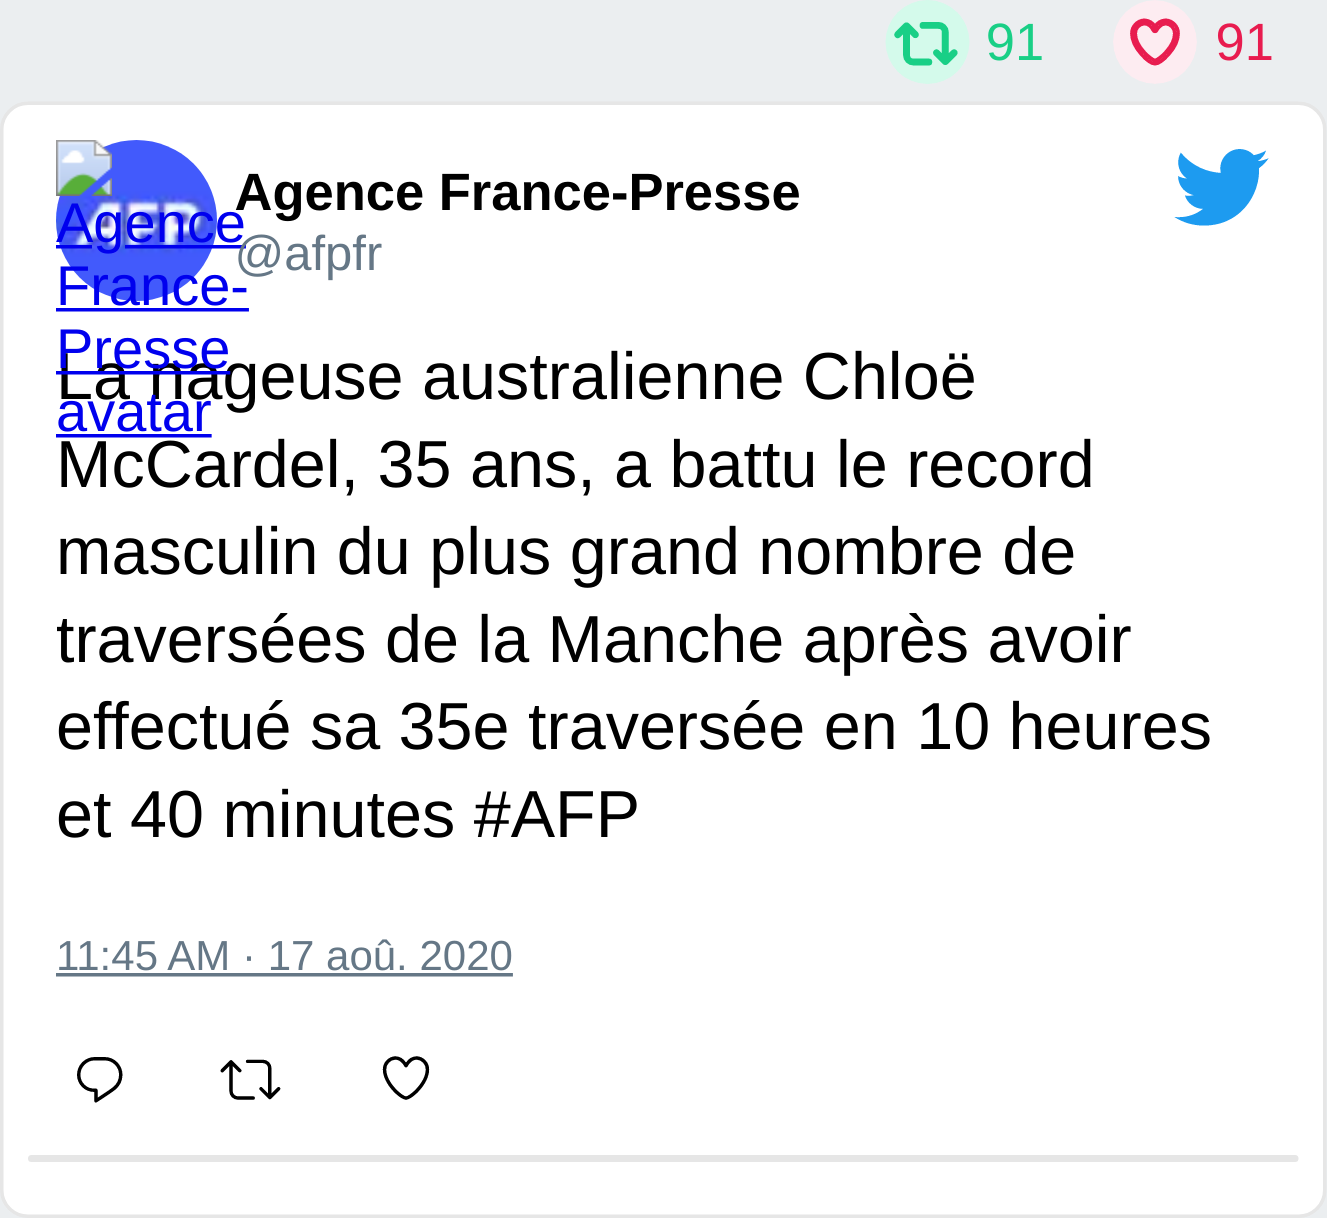 91 91
Agence France-Presse
@afpfr
AFP
Agence
France-
Presse
avatar
La nageuse australienne Chloë
McCardel, 35 ans, a battu le record
masculin du plus grand nombre de
traversées de la Manche après avoir
effectué sa 35e traversée en 10 heures
et 40 minutes #AFP
11:45 AM · 17 aoû. 2020